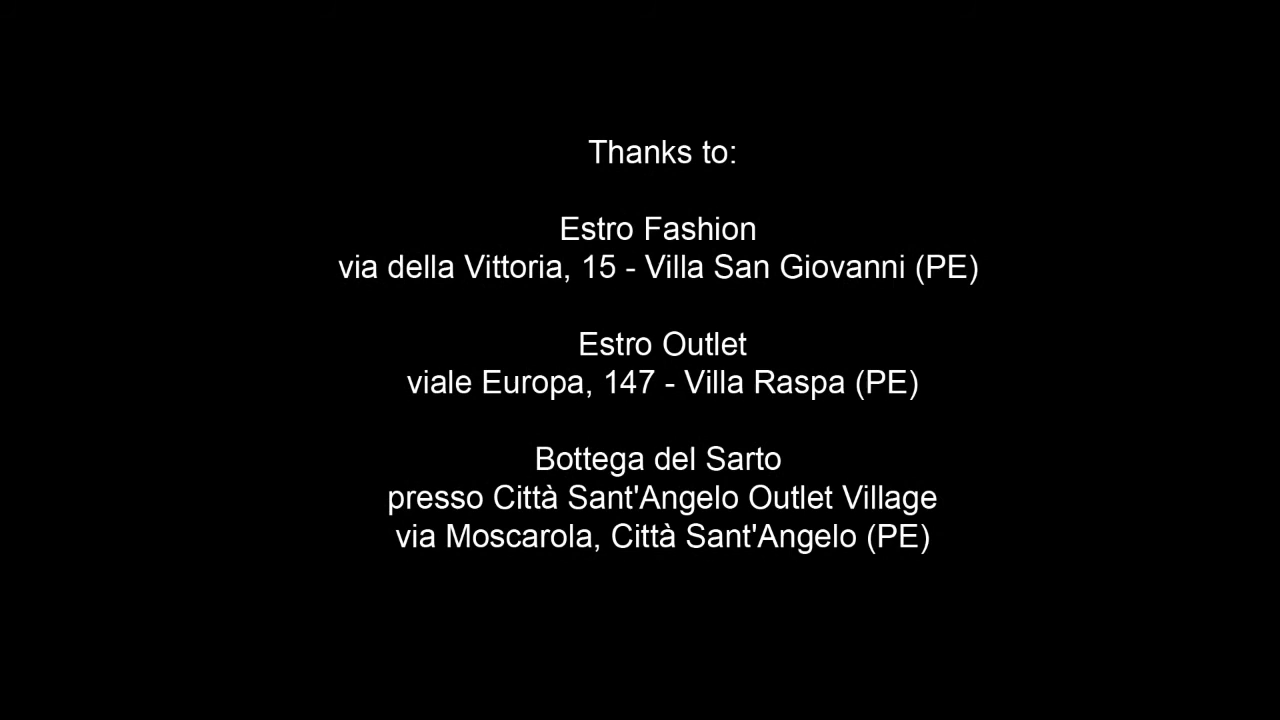 Thanks to:
Estro Fashion
via della Vittoria, 15 - Villa San Giovanni (PE)
Estro Outlet
viale Europa, 147 - Villa Raspa (PE)
Bottega del Sarto
presso Città Sant'Angelo Outlet Village
via Moscarola, Città Sant'Angelo (PE)